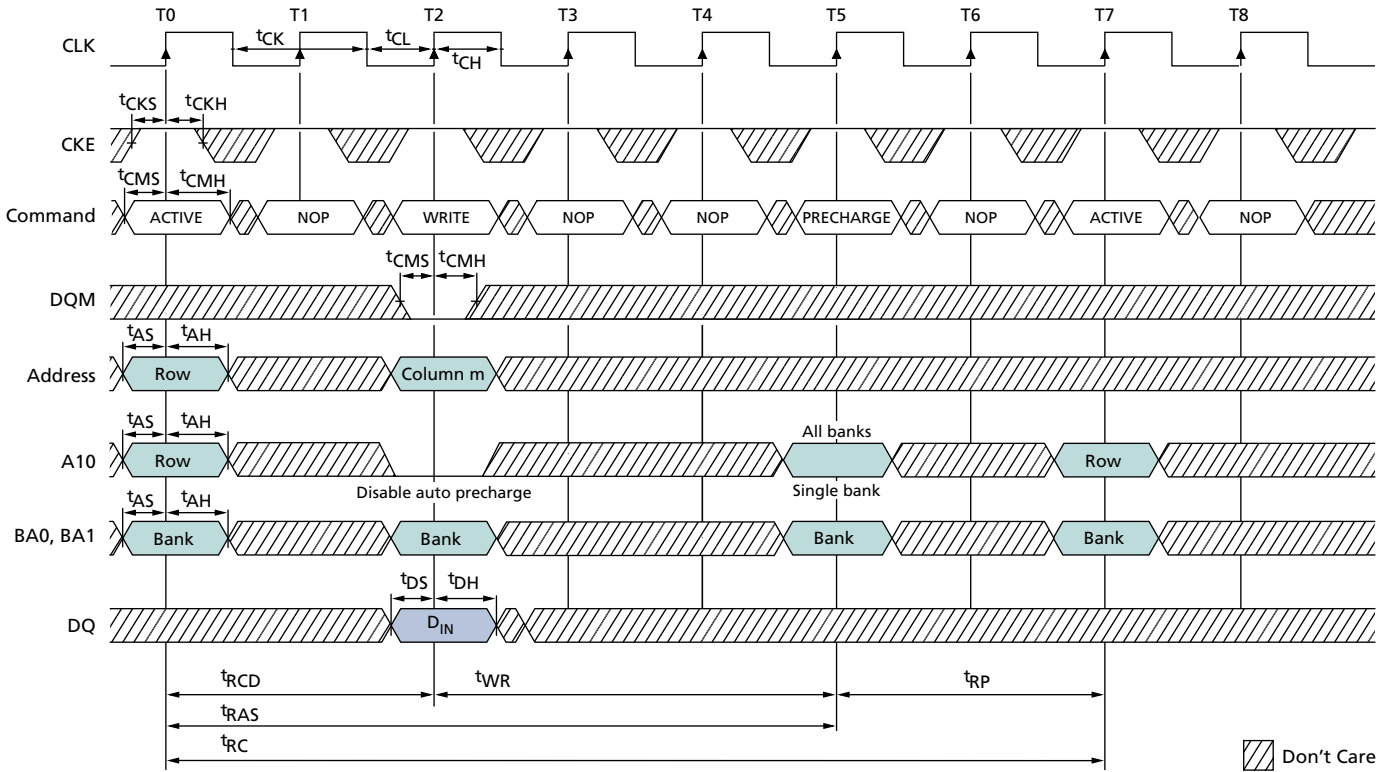 T0 T1 T2 T3 T4 T5 T6 T7 T8
CLK
tCK tCL
tCH
tCKS tCKH
CKE
tCMS tCMH
Command ACTIVE NOP WRITE NOP NOP PRECHARGE NOP ACTIVE NOP
tCMS tCMH
DQM
tAS tAH
Address Row Column m
tAS tAH
All banks
A10 Row Row
Disable auto precharge Single bank
tAS tAH
BA0, BA1 Bank Bank Bank Bank
tDS tDH
DQ DIN
tRCD tWR tRP
tRAS
tRC
Don't Care